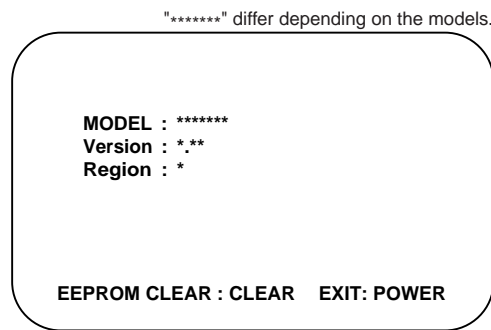 "*******" differ depending on the models.
MODEL : *******
Version : *.**
Region : *
EEPROM CLEAR : CLEAR EXIT: POWER